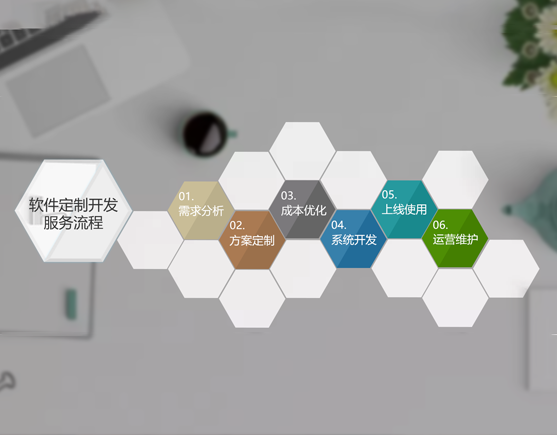 软件定制开发
服务流程
01.
需求分析
02.
方案定制
03.
成本优化
04.
系统开发
05.
上线使用
06.
运营维护